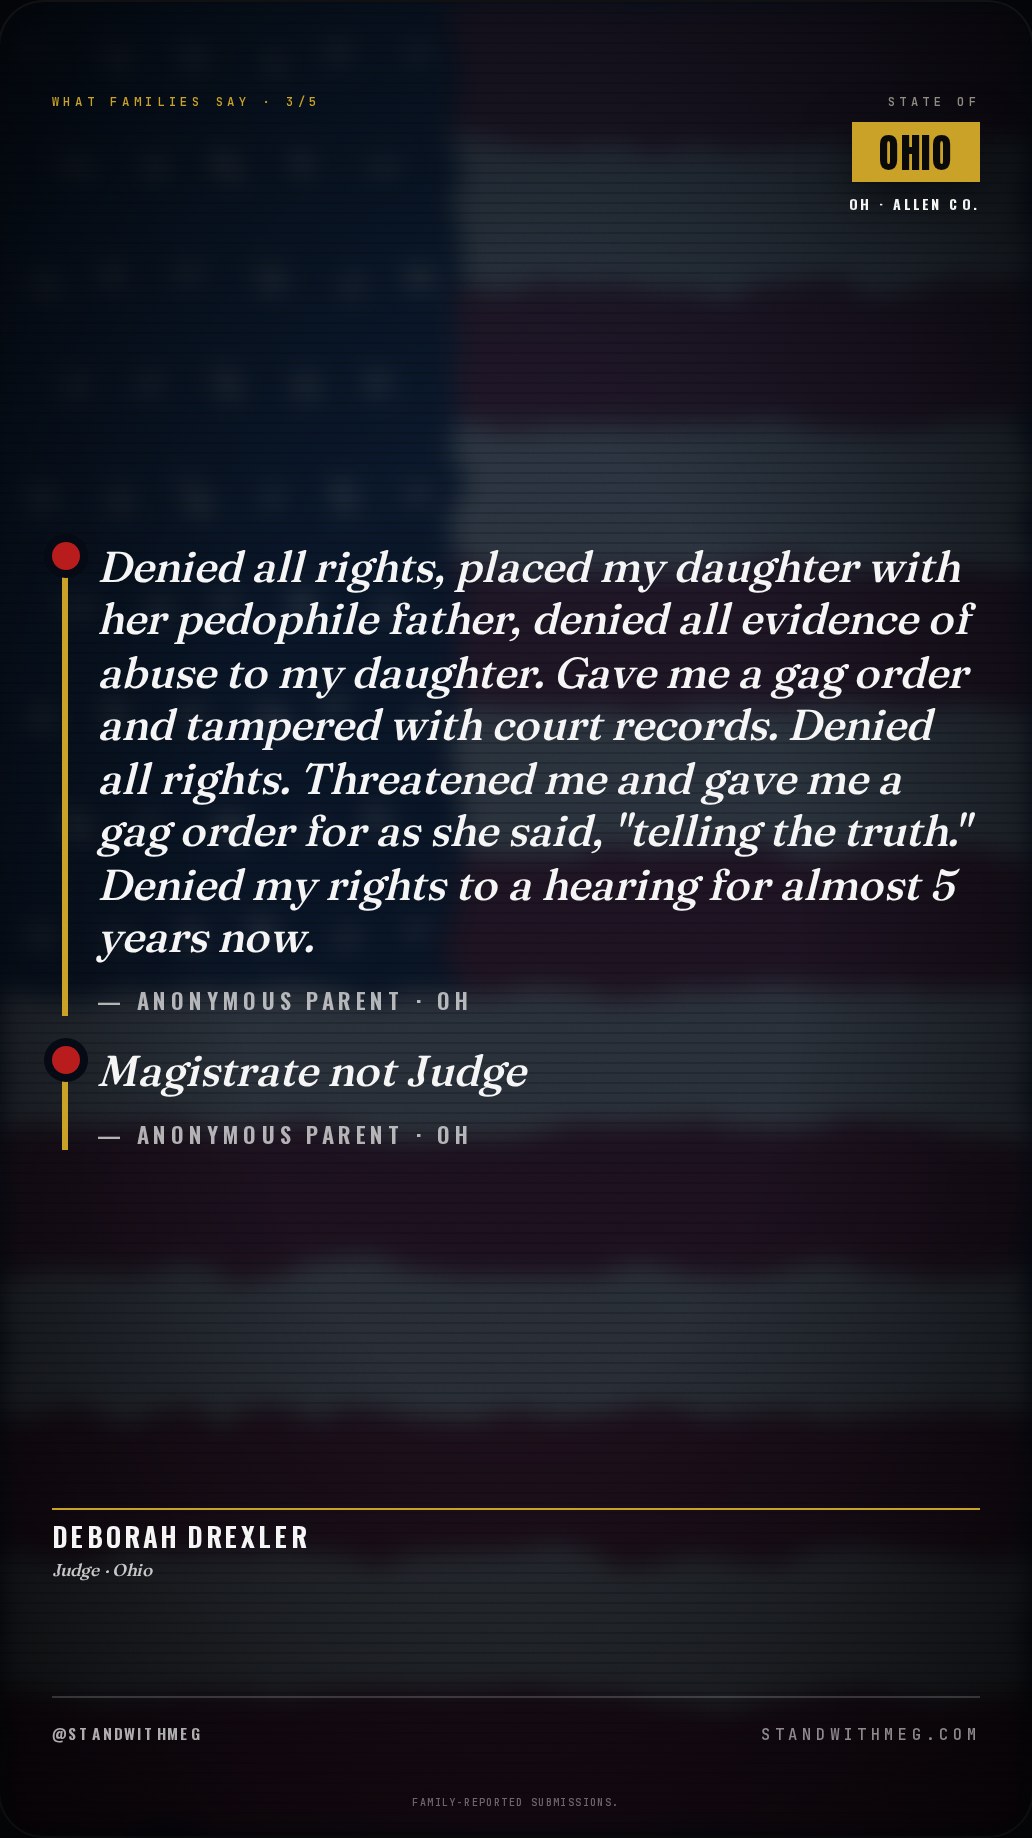 WHAT FAMILIES SAY · 3/5
STATE OF
OHIO
OH · ALLEN CO.
Denied all rights, placed my daughter with
her pedophile father, denied all evidence of
abuse to my daughter. Gave me a gag order
and tampered with court records. Denied
all rights. Threatened me and gave me a
gag order for as she said, "telling the truth."
Denied my rights to a hearing for almost 5
years now.
— ANONYMOUS PARENT · OH
Magistrate not Judge
— ANONYMOUS PARENT · OH
DEBORAH DREXLER
Judge · Ohio
@STANDWITHMEG
STANDWITHMEG.COM
FAMILY-REPORTED SUBMISSIONS.